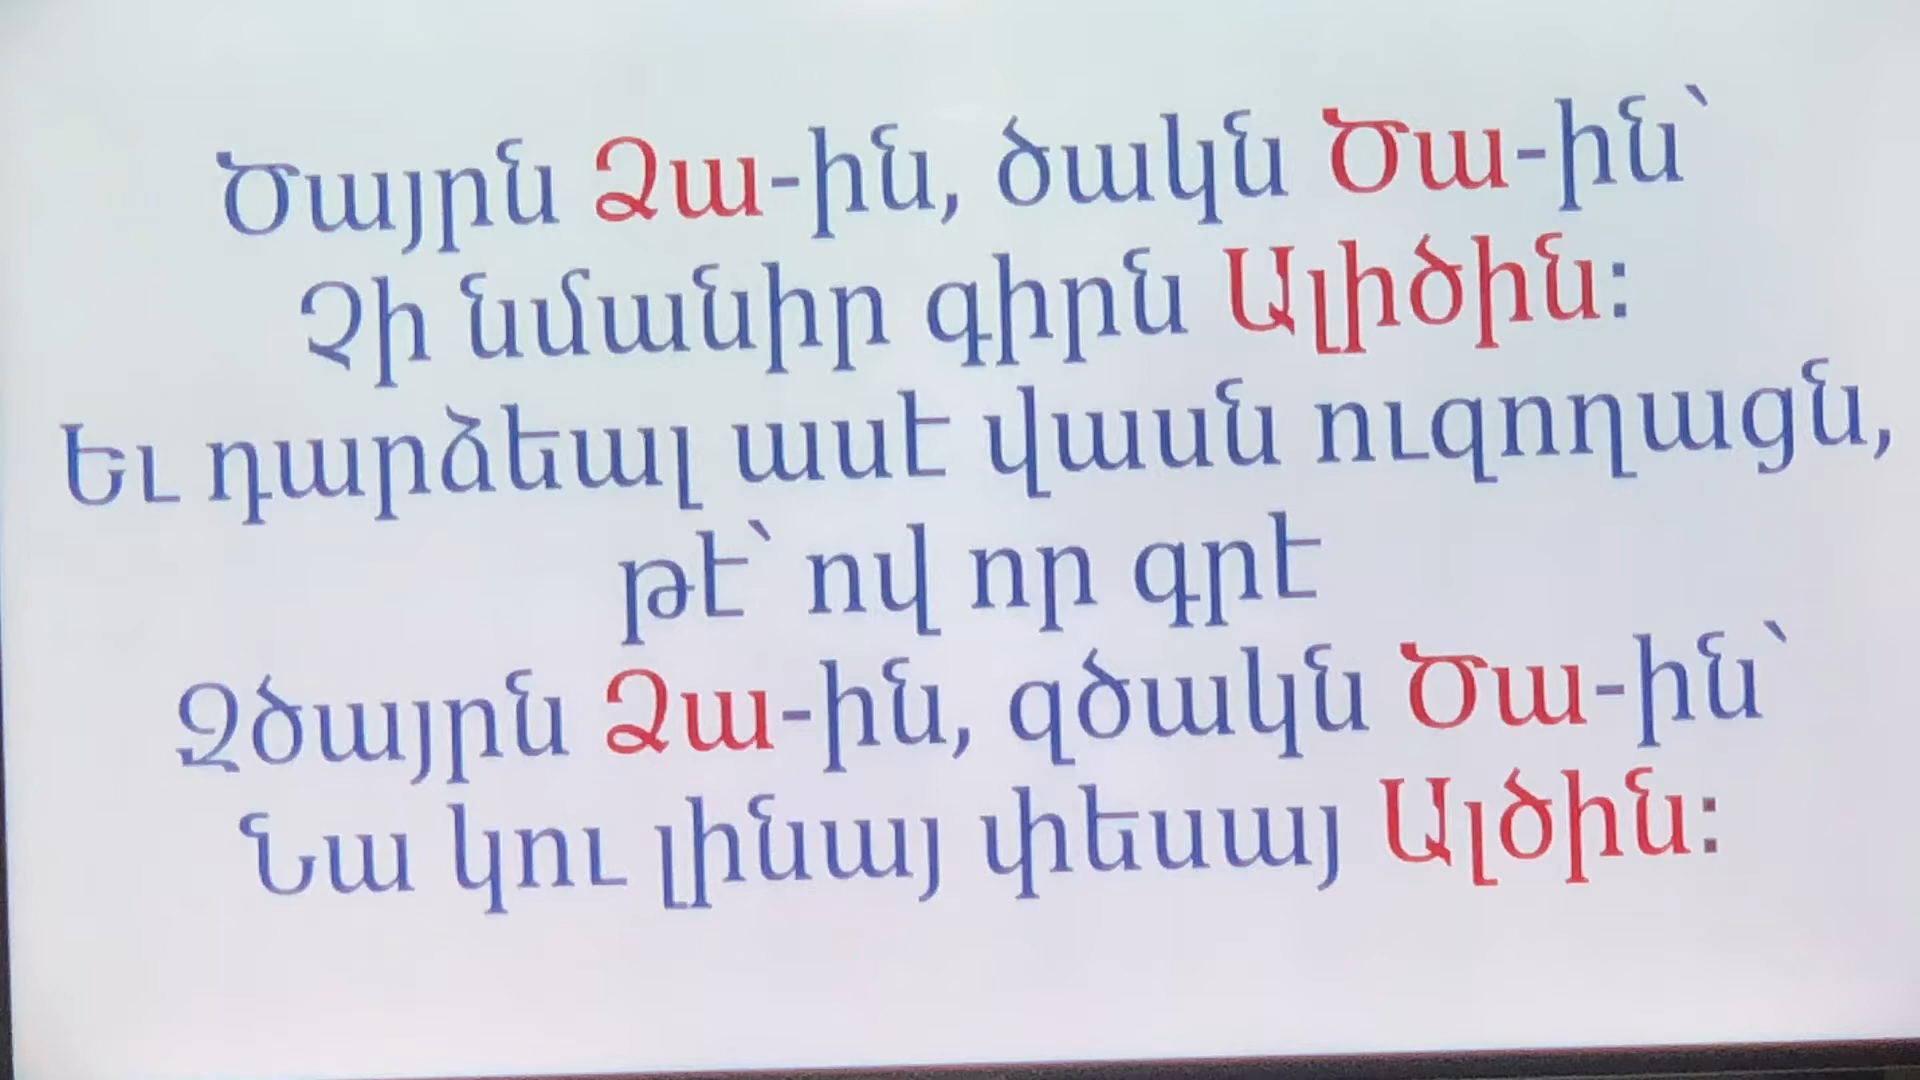 Ծայրն Ձա-ին, ծակն Ծա-ին՝
Չի նմանիր գիրն Ալիծին։
Եւ դարձեալ ասէ վասն ուզողացն,
թէ՝ ով որ գրէ
Զծայրն Ձա-ին, զծակն Ծա-ին՝
Նա կու լինայ փեսայ Ալծին։